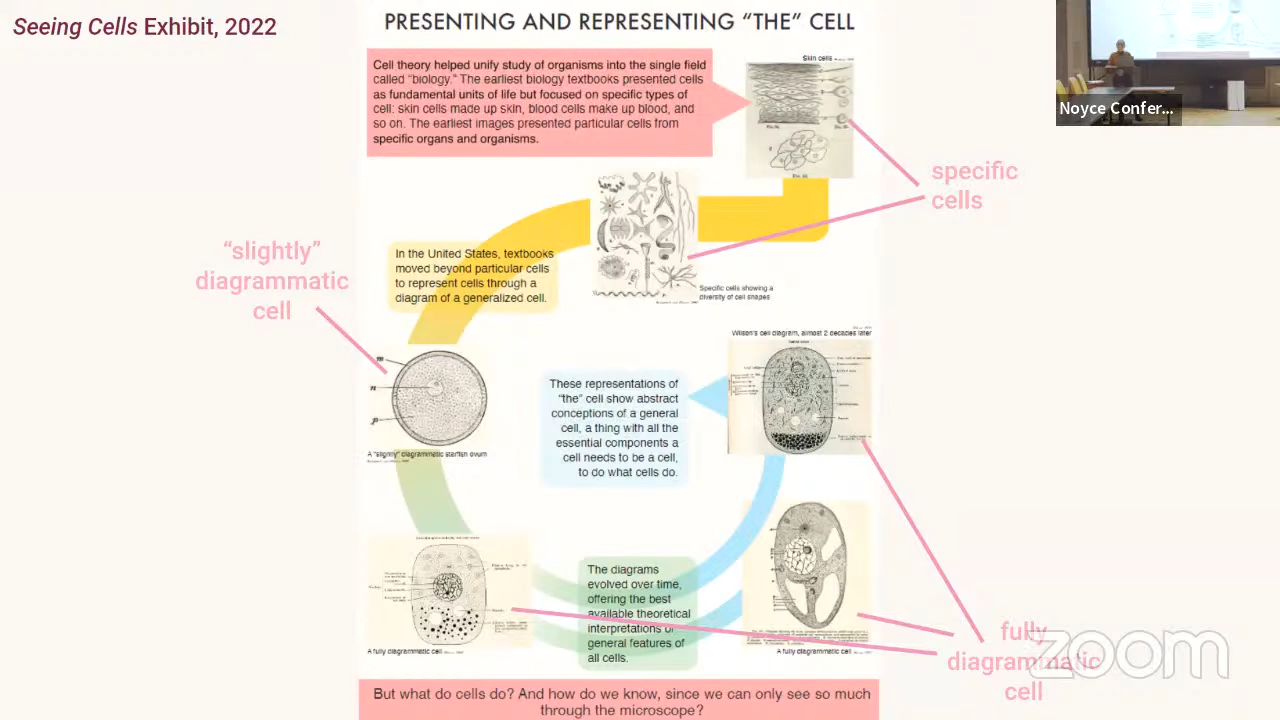 Seeing Cells Exhibit, 2022
PRESENTING AND REPRESENTING “THE” CELL
Cell theory helped unify study of organisms into the single field
called “biology.” The earliest biology textbooks presented cells
as fundamental units of life but focused on specific types of
cell: skin cells made up skin, blood cells make up blood, and
so on. The earliest images presented particular cells from
specific organs and organisms.
Skin cells
Noyce Confer...
specific
cells
“slightly”
diagrammatic
cell
In the United States, textbooks
moved beyond particular cells
to represent cells through a
diagram of a generalized cell.
Specific cells showing a
diversity of cell shapes
Wilson's cell diagram, almost 2 decades later
m
n
p
A “slightly” diagrammatic starfish ovum
These representations of
“the” cell show abstract
conceptions of a general
cell, a thing with all the
essential components a
cell needs to be a cell,
to do what cells do.
The diagrams
evolved over time,
offering the best
available theoretical
interpretations of
general features of
all cells.
A fully diagrammatic cell
A fully diagrammatic cell
fully
diagrammatic
cell
zoom
But what do cells do? And how do we know, since we can only see so much
through the microscope?